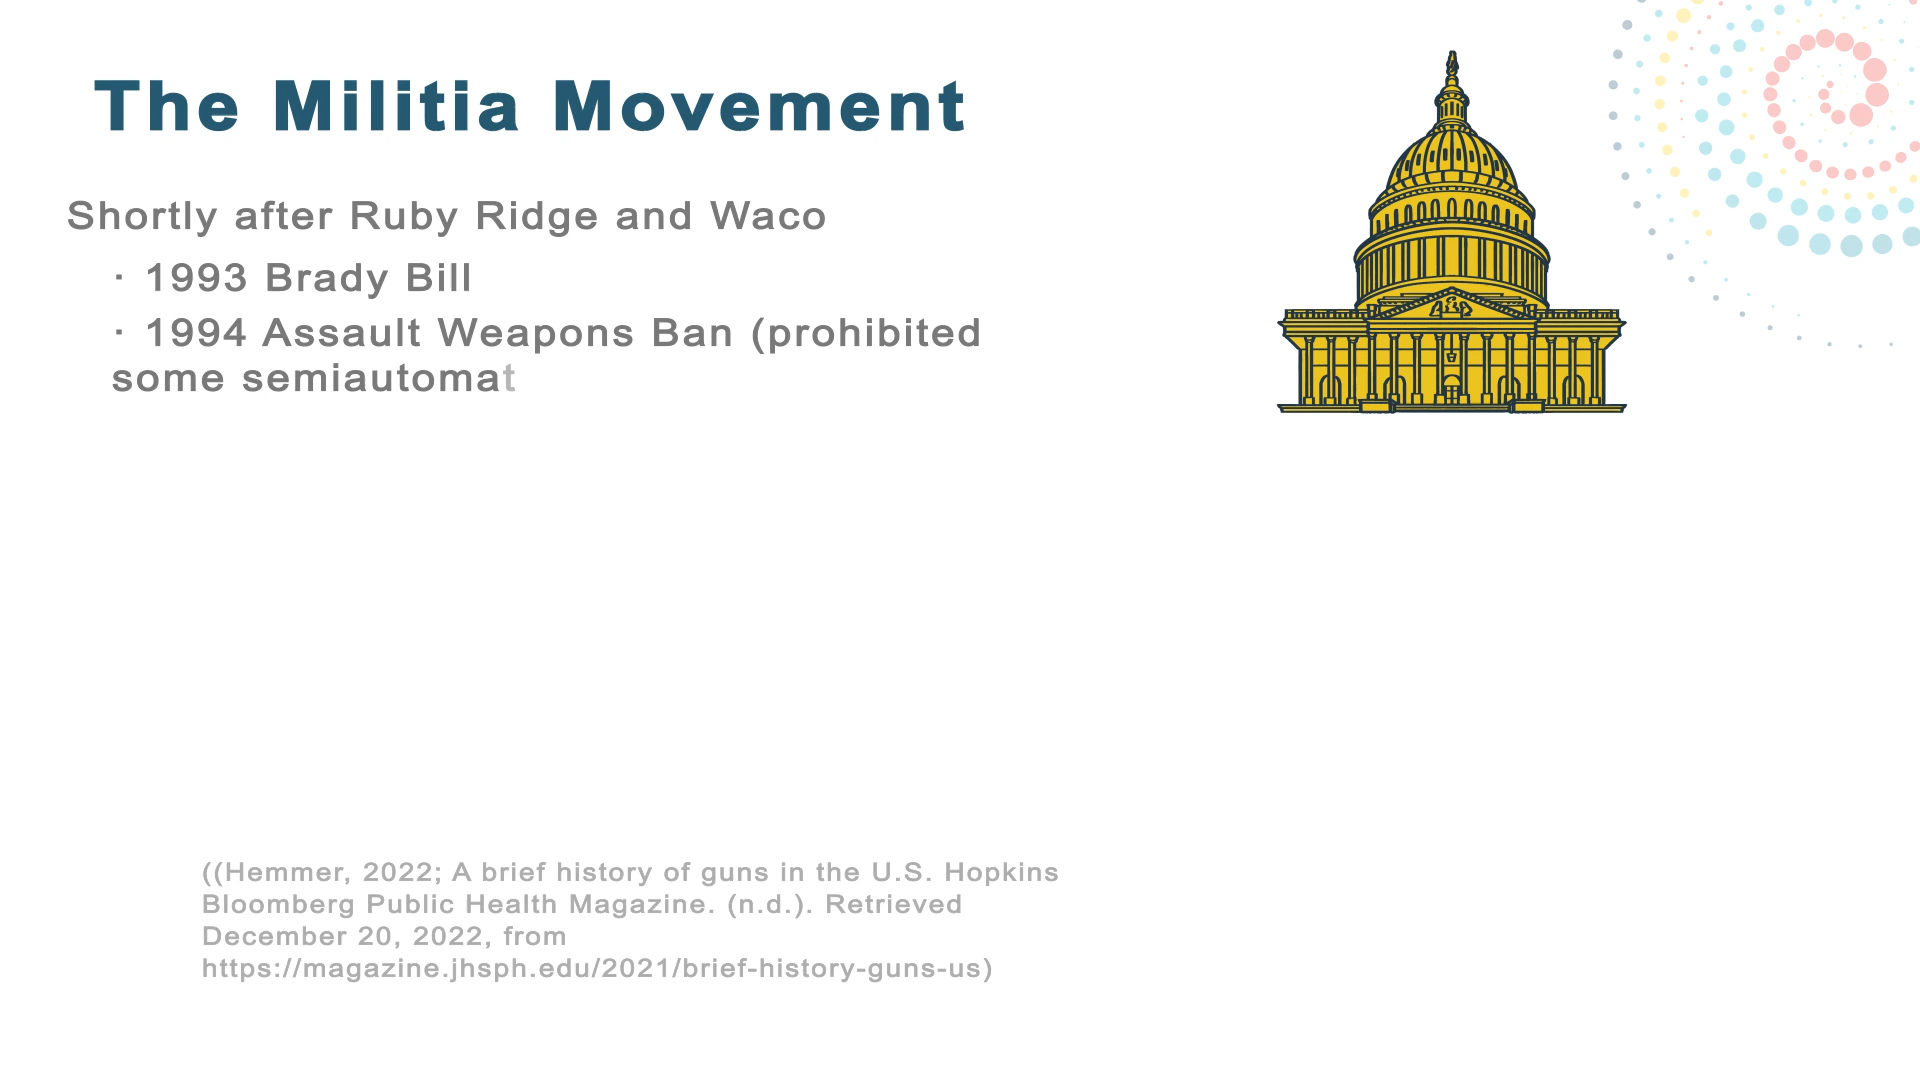 The Militia Movement
Shortly after Ruby Ridge and Waco
· 1993 Brady Bill
· 1994 Assault Weapons Ban (prohibited
some semiautomat
((Hemmer, 2022; A brief history of guns in the U.S. Hopkins
Bloomberg Public Health Magazine. (n.d.). Retrieved
December 20, 2022, from
https://magazine.jhsph.edu/2021/brief-history-guns-us)